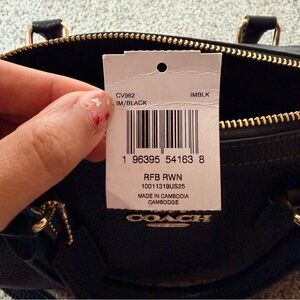 CV962 IMBLK
IM/BLACK
1 96395 54163 8
RFB RWN
10011319US25
MADE IN CAMBODIA
CAMBODGE
COACH
NEW YORK